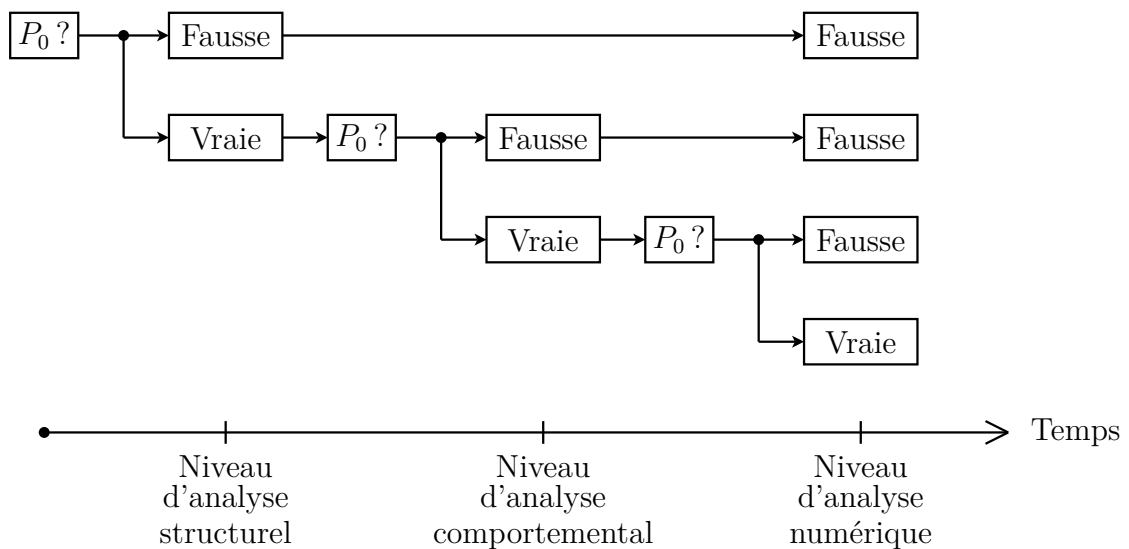 P₀ ? Fausse Fausse
Vraie P₀ ? Fausse Fausse
Vraie P₀ ? Fausse
Vraie
Temps
Niveau
d'analyse
structurel
Niveau
d'analyse
comportemental
Niveau
d'analyse
numérique